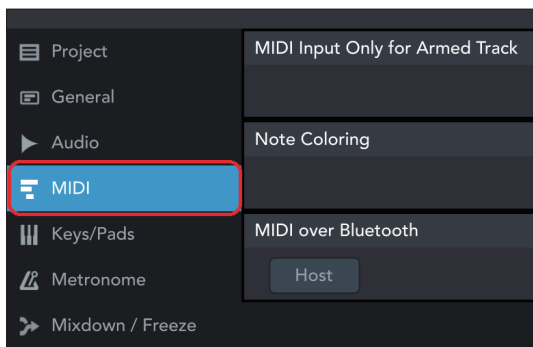 Project
General
Audio
MIDI
Keys/Pads
Metronome
Mixdown / Freeze
MIDI Input Only for Armed Track
Note Coloring
MIDI over Bluetooth
Host